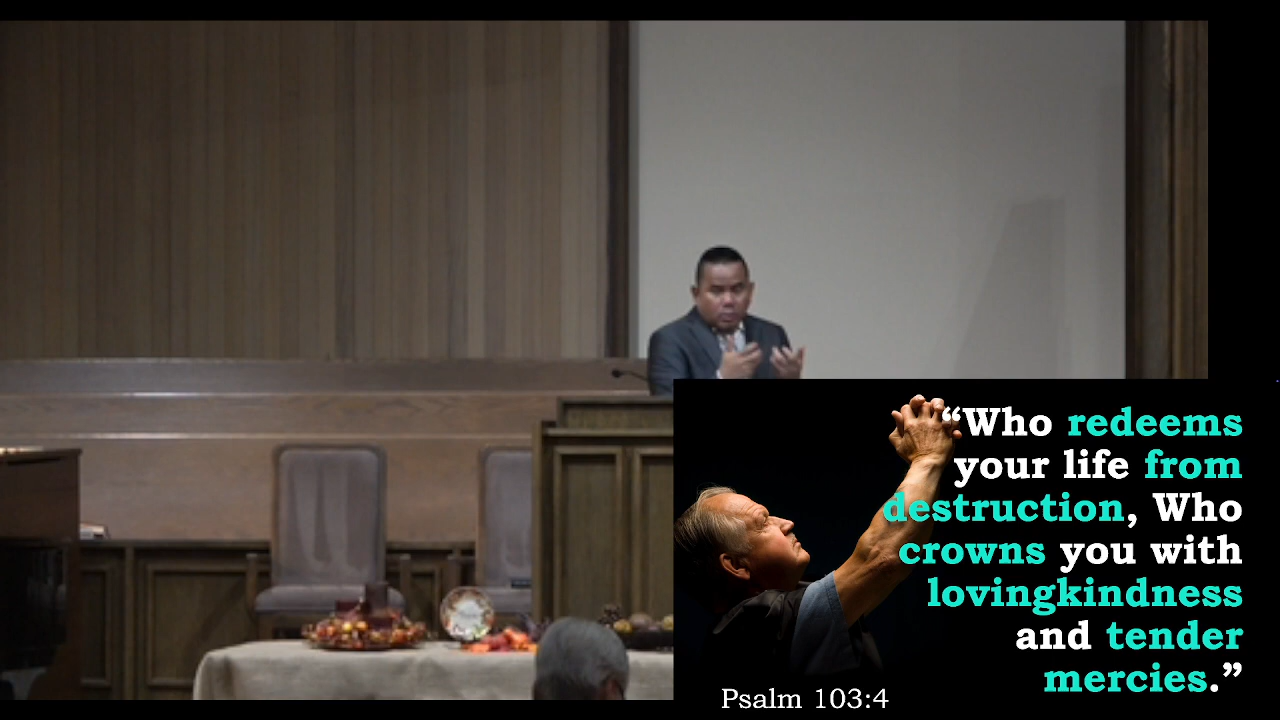 “Who redeems
your life from
destruction, Who
crowns you with
lovingkindness
and tender
mercies.”
Psalm 103:4